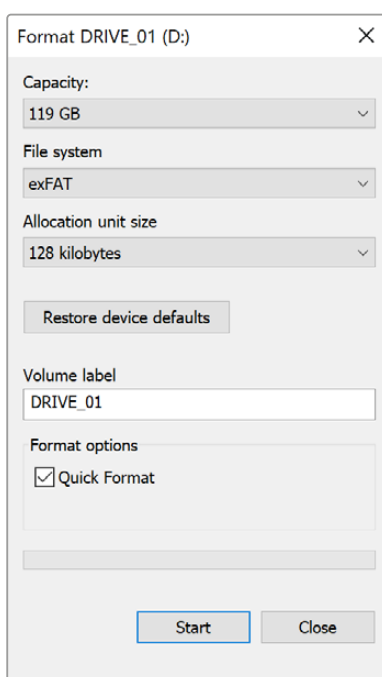 Format DRIVE_01 (D:)
Capacity:
119 GB
File system
exFAT
Allocation unit size
128 kilobytes
Restore device defaults
Volume label
DRIVE_01
Format options
Quick Format
Start Close